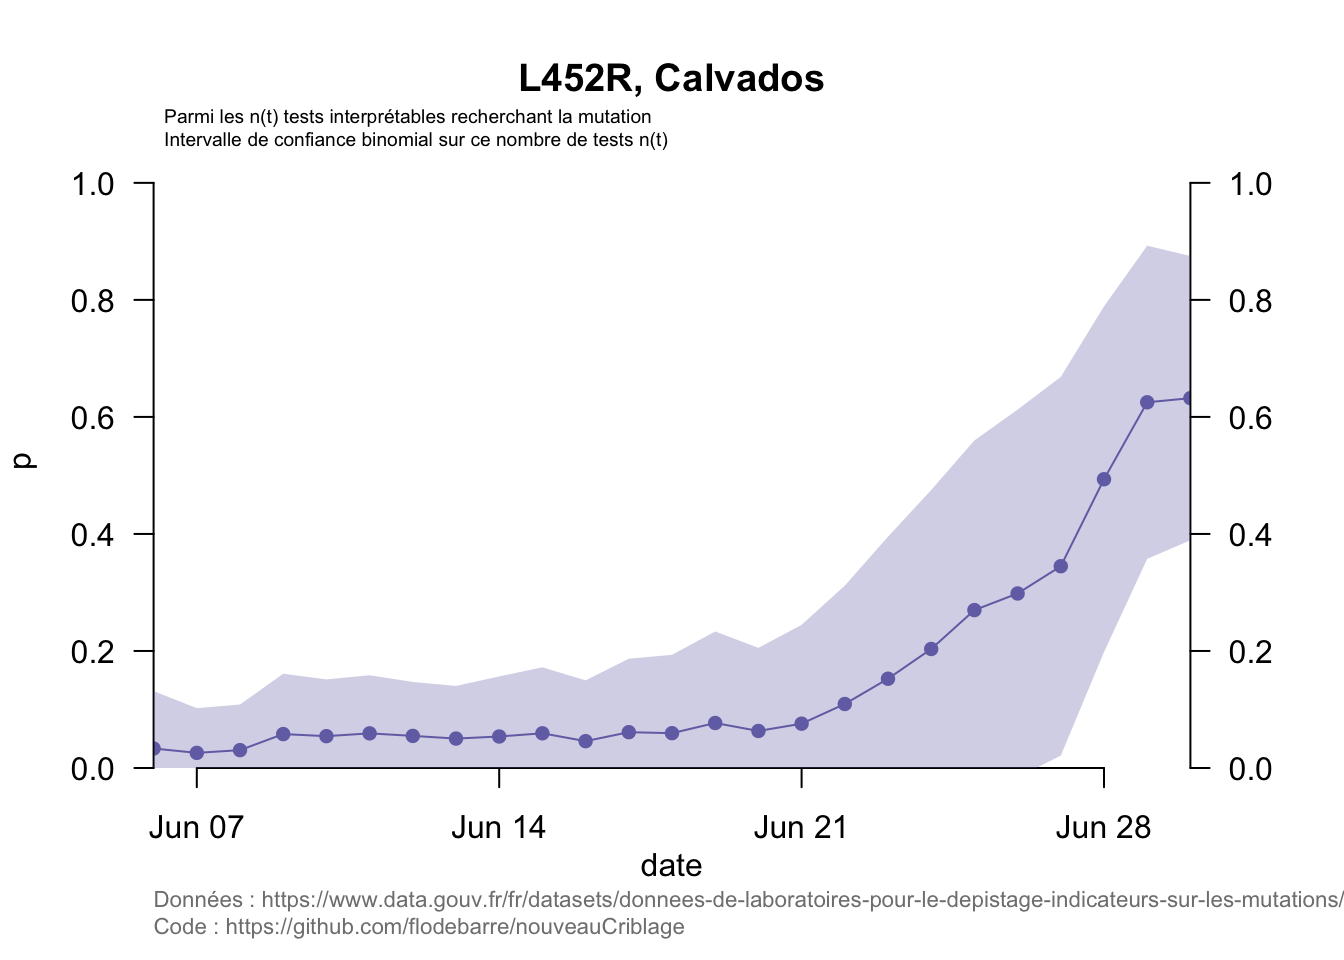 L452R, Calvados
Parmi les n(t) tests interprétables recherchant la mutation
Intervalle de confiance binomial sur ce nombre de tests n(t)
1.0
0.8
0.6
0.4
0.2
0.0
p
1.0
0.8
0.6
0.4
0.2
0.0
Jun 07 Jun 14 Jun 21 Jun 28
date
Données : https://www.data.gouv.fr/fr/datasets/donnees-de-laboratoires-pour-le-depistage-indicateurs-sur-les-mutations/
Code : https://github.com/flodebarre/nouveauCriblage